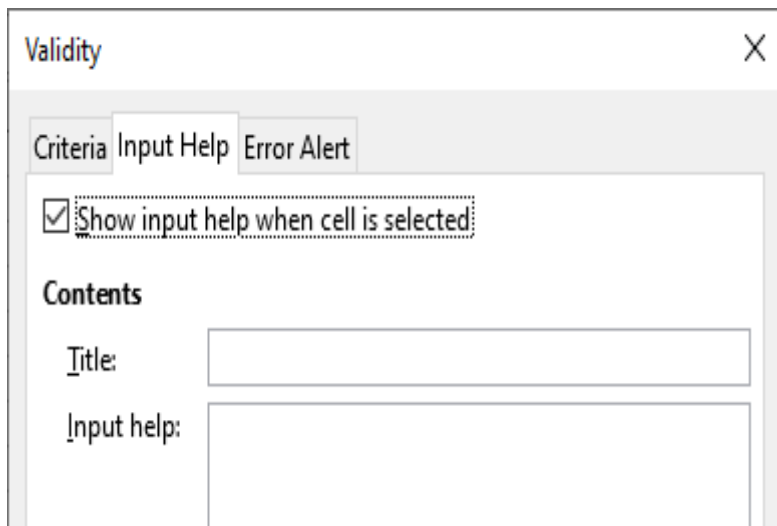 Validity
Criteria Input Help Error Alert
Show input help when cell is selected
Contents
Title:
Input help: